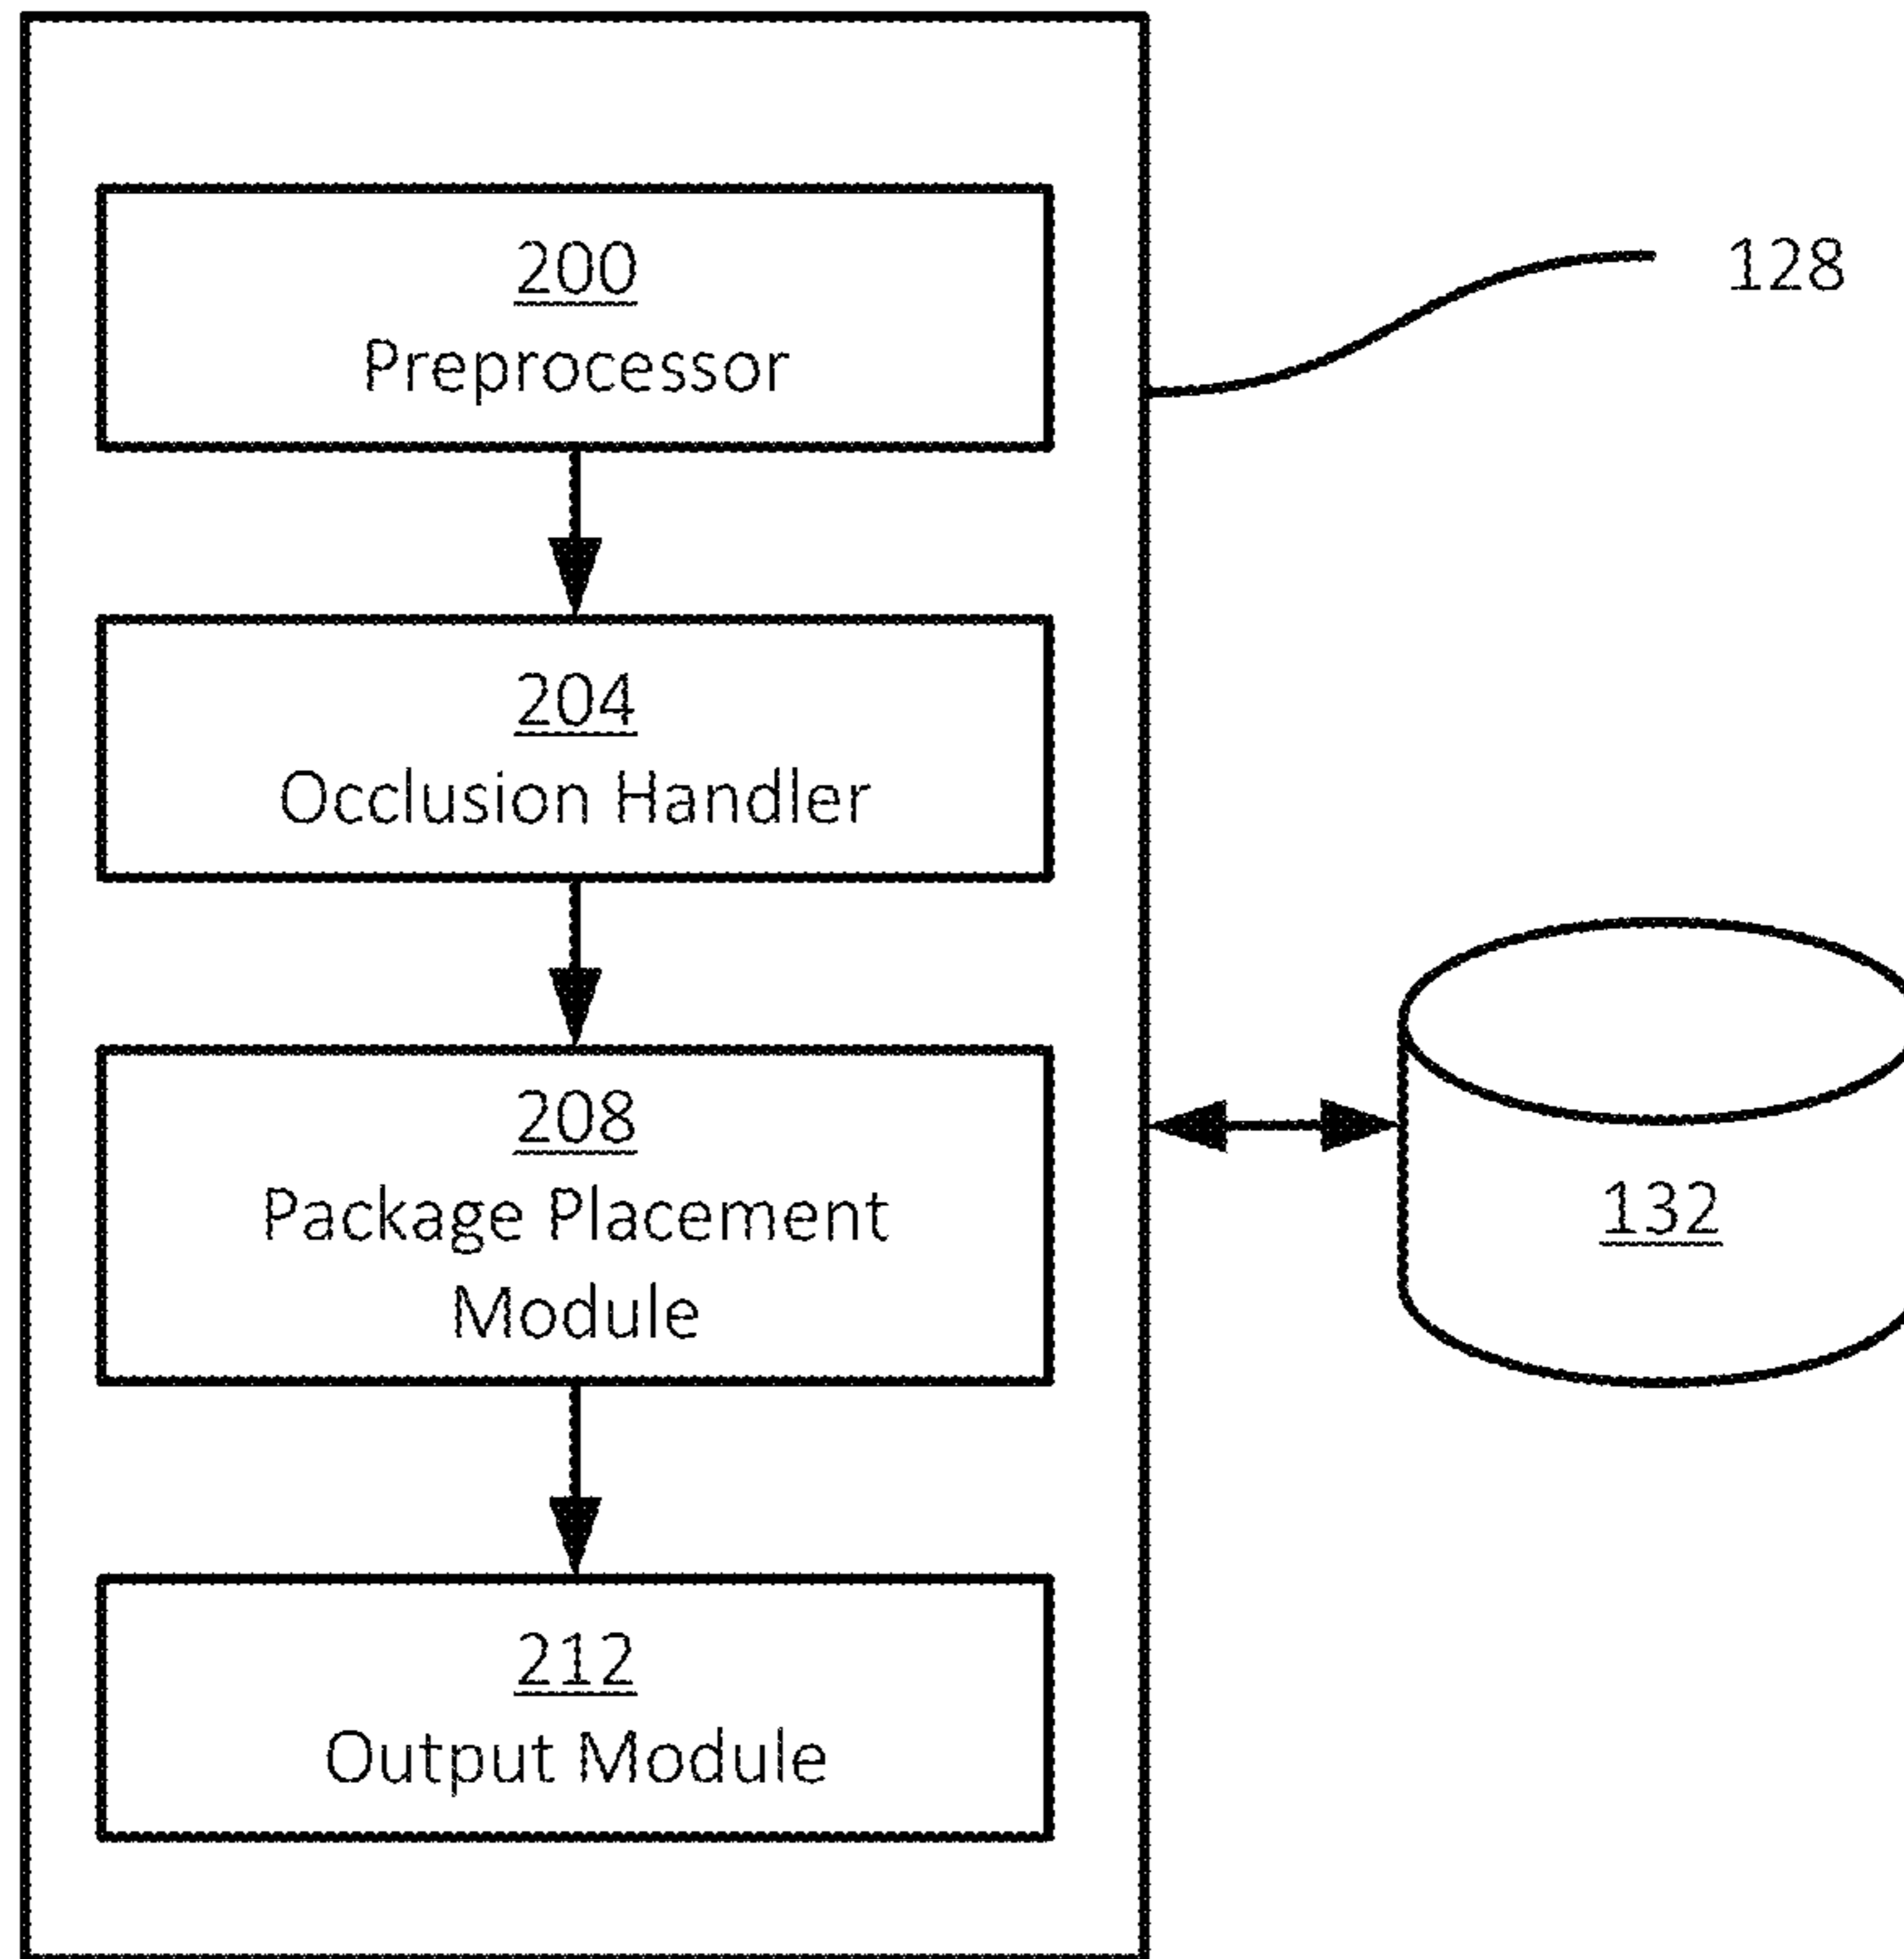 200
Preprocessor
128
204
Occlusion Handler
208
Package Placement
Module
132
212
Output Module